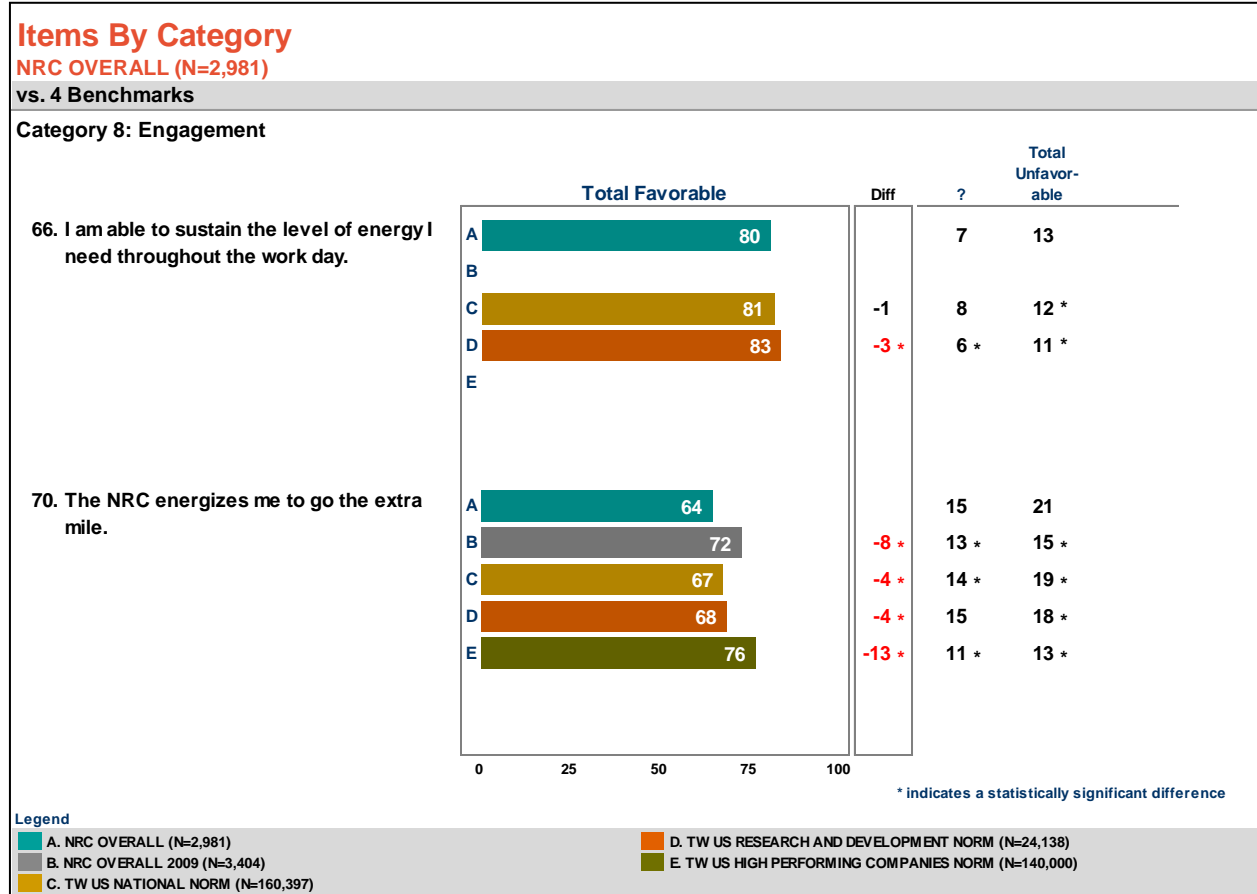 Items By Category
NRC OVERALL (N=2,981)
vs. 4 Benchmarks
Category 8: Engagement
Total Favorable Diff ? Total Unfavor-able
66. I am able to sustain the level of energy I
need throughout the work day.
A 80 7 13
B
C 81 -1 8 12 *
D 83 -3 * 6 * 11 *
E
70. The NRC energizes me to go the extra
mile.
A 64 15 21
B 72 -8 * 13 * 15 *
C 67 -4 * 14 * 19 *
D 68 -4 * 15 18 *
E 76 -13 * 11 * 13 *
0 25 50 75 100
* indicates a statistically significant difference
Legend
A. NRC OVERALL (N=2,981)
B. NRC OVERALL 2009 (N=3,404)
C. TW US NATIONAL NORM (N=160,397)
D. TW US RESEARCH AND DEVELOPMENT NORM (N=24,138)
E. TW US HIGH PERFORMING COMPANIES NORM (N=140,000)